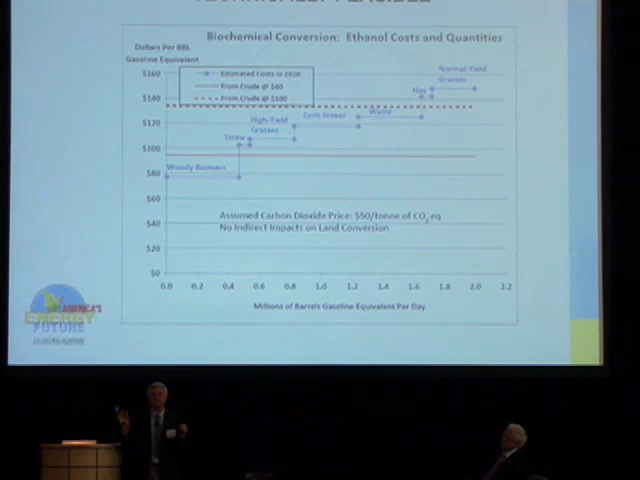 TECHNICALLY FEASIBLE
Biochemical Conversion: Ethanol Costs and Quantities
Dollars Per BBL
Gasoline Equivalent
$160
$140
$120
$100
$80
$60
$40
$20
$0
Estimated Costs in 2020
From Crude @ $60
From Crude @ $100
Woody Biomass
Straw
High-Yield
Grasses
Corn Stover
Waste
Hay
Normal-Yield
Grasses
Assumed Carbon Dioxide Price: $50/tonne of CO2 eq
No Indirect Impacts on Land Conversion
0.0 0.2 0.4 0.6 0.8 1.0 1.2 1.4 1.6 1.8 2.0 2.2
Millions of Barrels Gasoline Equivalent Per Day
AMERICA'S
ENERGY
FUTURE